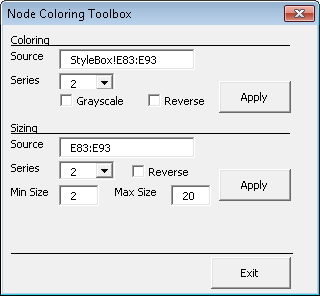 Node Coloring Toolbox
Coloring
Source StyleBox!E83:E93
Series 2
Grayscale Reverse Apply
Sizing
Source E83:E93
Series 2 Reverse Apply
Min Size 2 Max Size 20
Exit